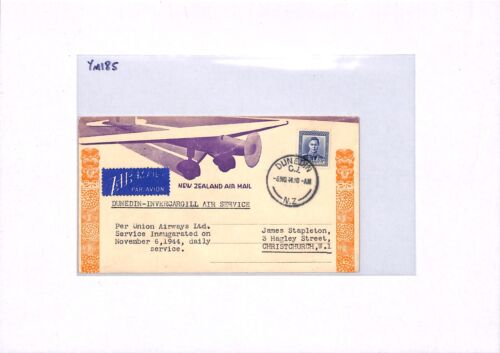 YM185
NEW ZEALAND AIR MAIL
AIR MAIL
PAR AVION
DUNEDIN
C.I.
N.Z
DUNEDIN-INVERCARGILL AIR SERVICE
Per Union Airways Ltd.
Service Inaugurated on
November 6,1944, daily
service.
James Stapleton,
3 Hagley Street,
CHRISTCHURCH,W.1